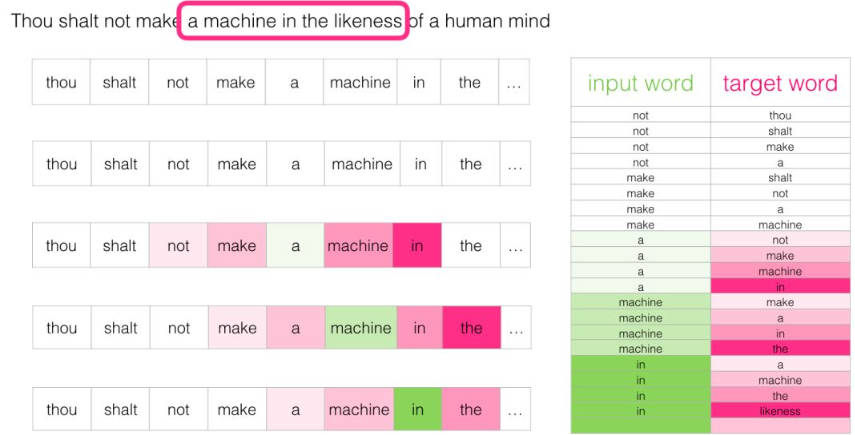 Thou shalt not make a machine in the likeness of a human mind
thou shalt not make a machine in the ...
thou shalt not make a machine in the ...
thou shalt not make a machine in the ...
thou shalt not make a machine in the ...
thou shalt not make a machine in the ...
input word target word
not thou
not shalt
not make
not a
make shalt
make not
make a
make machine
a not
a make
a machine
a in
machine make
machine a
machine in
machine the
in a
in machine
in the
in likeness